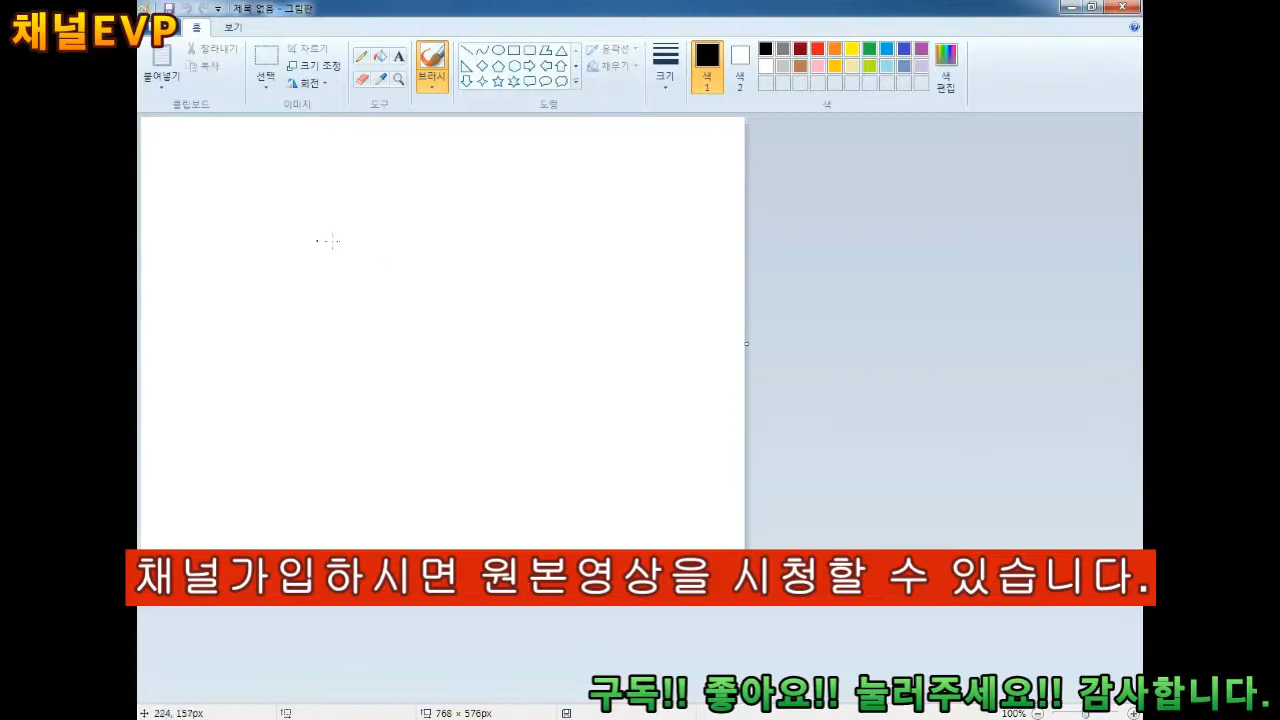 채널EVP
제목 없음 - 그림판
홈 보기
붙여넣기
잘라내기
복사
클립보드
선택
자르기
크기 조정
회전
이미지
A
도구
브러시
윤곽선
채우기
도형
크기
색
1
색
2
색
편집
색
채널가입하시면 원본영상을 시청할 수 있습니다.
구독!! 좋아요!! 눌러주세요!! 감사합니다.
224, 157px
768 × 576px
100%